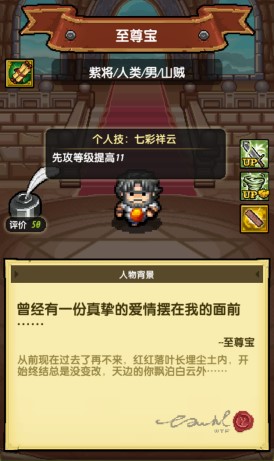 至尊宝
紫将/人类/男/山贼
个人技：七彩祥云
先攻等级提高11
UP
UP
评价 50
人物背景
曾经有一份真挚的爱情摆在我的面前
……
--至尊宝
从前现在过去了再不来，红红落叶长埋尘土内，开
始终结总是没变改，天边的你飘泊白云外……